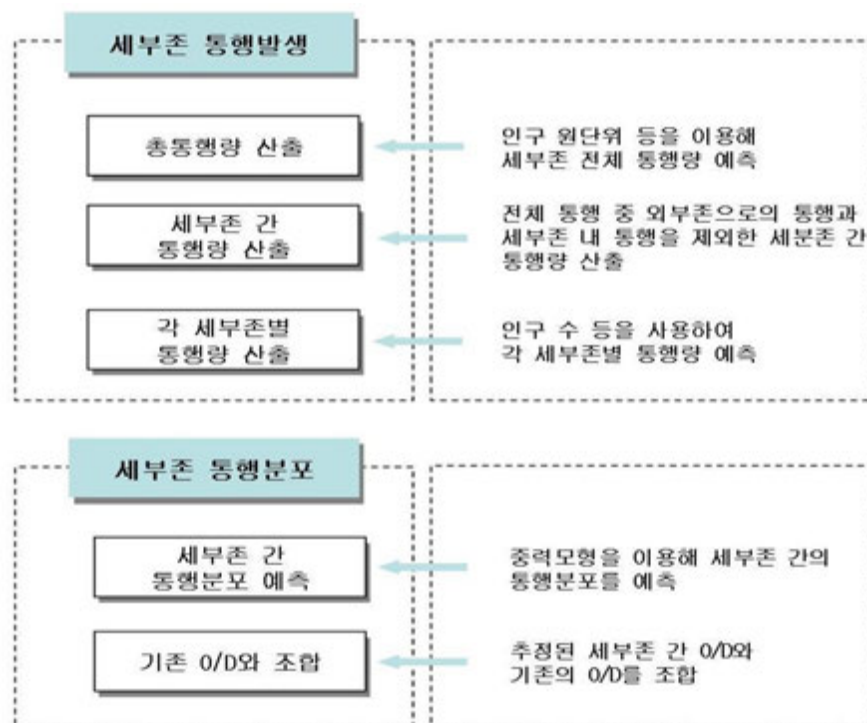 세부존 통행발생
총통행량 산출
인구 원단위 등을 이용해
세부존 전체 통행량 예측
세부존 간
통행량 산출
전체 통행 중 외부존으로의 통행과
세부존 내 통행을 제외한 세분존 간
통행량 산출
각 세부존별
통행량 산출
인구 수 등을 사용하여
각 세부존별 통행량 예측
세부존 통행분포
세부존 간
통행분포 예측
중력모형을 이용해 세부존 간의
통행분포를 예측
기존 O/D와 조합
추정된 세부존 간 O/D와
기존의 O/D를 조합